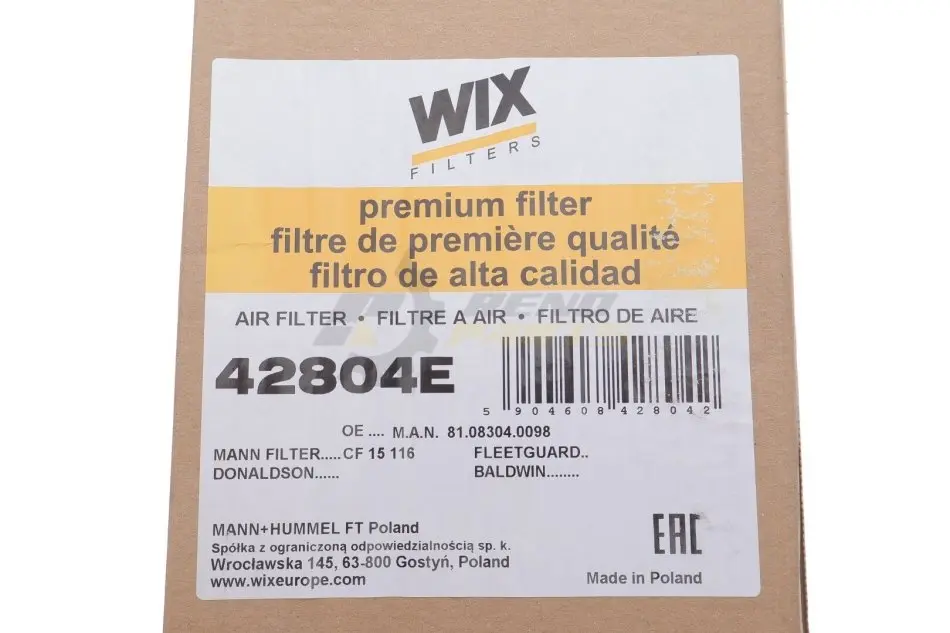 WIX
FILTERS
premium filter
filtre de première qualité
filtro de alta calidad
AIR FILTER • FILTRE A AIR • FILTRO DE AIRE
42804E
5 904608 428042
OE .... M.A.N. 81.08304.0098
MANN FILTER.....CF 15 116 FLEETGUARD..
DONALDSON...... BALDWIN........
MANN+HUMMEL FT Poland
Spółka z ograniczoną odpowiedzialnością sp. k.
Wrocławska 145, 63-800 Gostyń, Poland
www.wixeurope.com
EAC
Made in Poland